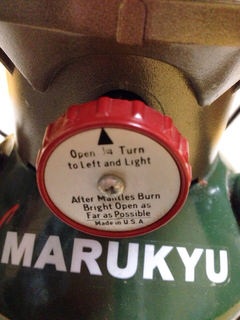 Open ¼ Turn
to Left and Light
After Mantles Burn
Bright Open as
Far as Possible
Made in U.S.A.
MARUKYU